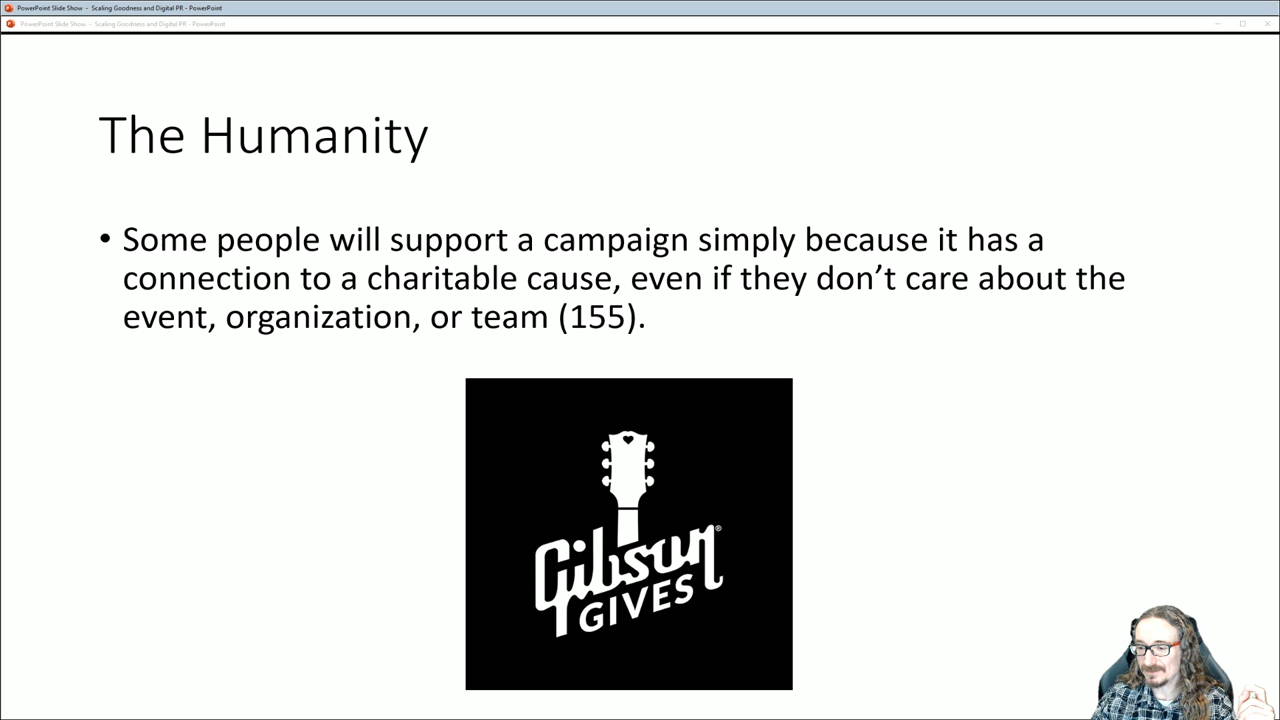 PowerPoint Slide Show - Scaling Goodness and Digital PR - PowerPoint
PowerPoint Slide Show - Scaling Goodness and Digital PR - PowerPoint
The Humanity
• Some people will support a campaign simply because it has a
connection to a charitable cause, even if they don’t care about the
event, organization, or team (155).
Gibson®
GIVES